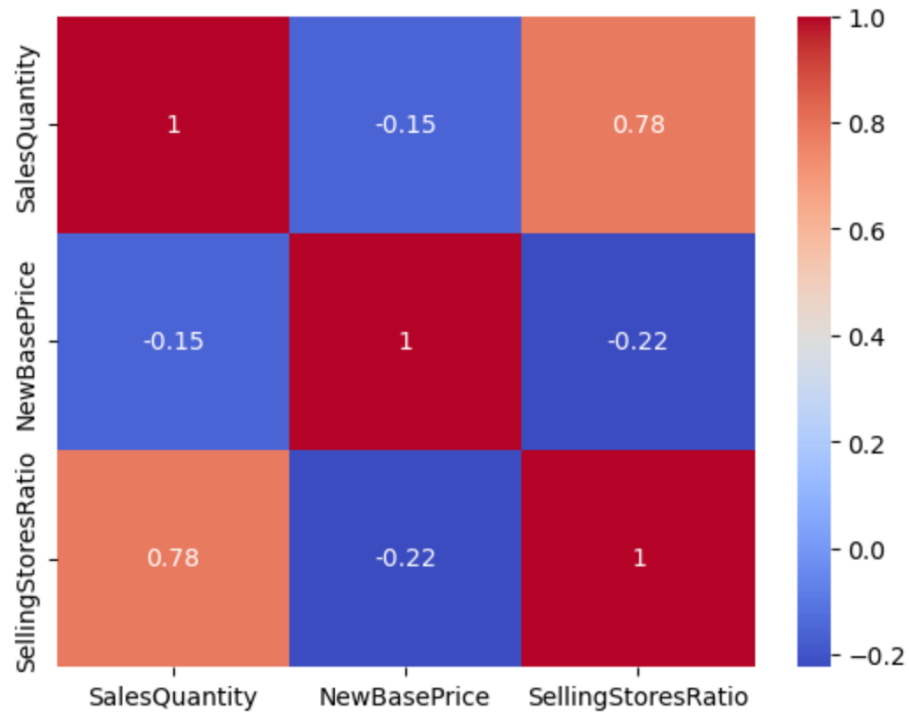 SalesQuantity
NewBasePrice
SellingStoresRatio
1 -0.15 0.78
-0.15 1 -0.22
0.78 -0.22 1
SalesQuantity NewBasePrice SellingStoresRatio
1.0
0.8
0.6
0.4
0.2
0.0
−0.2